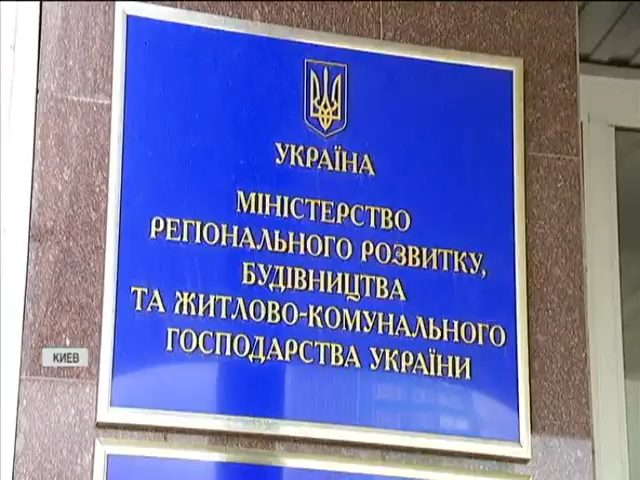 УКРАЇНА
МІНІСТЕРСТВО
РЕГІОНАЛЬНОГО РОЗВИТКУ,
БУДІВНИЦТВА
ТА ЖИТЛОВО-КОМУНАЛЬНОГО
ГОСПОДАРСТВА УКРАЇНИ
КИЕВ